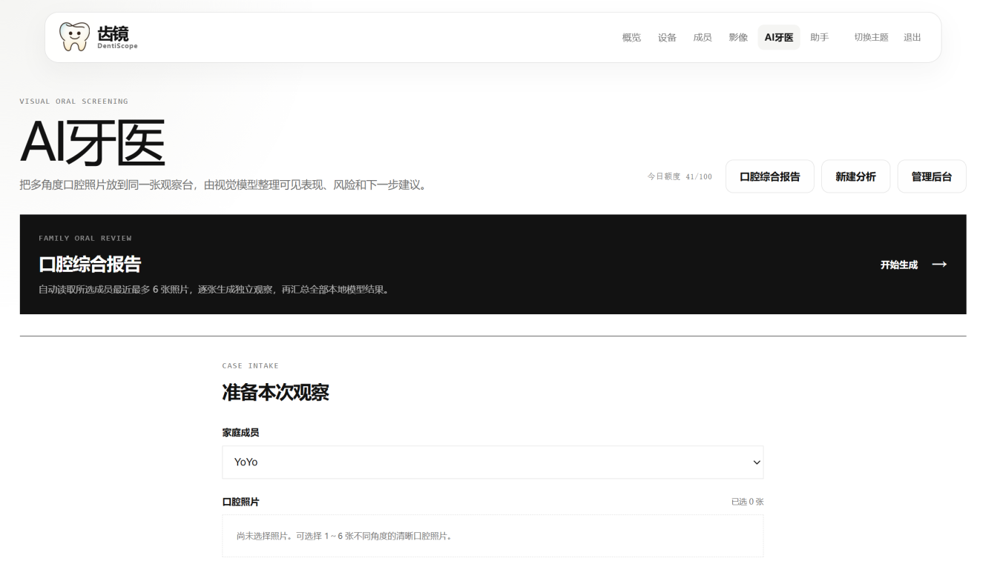 齿镜
DentiScope
概览 设备 成员 影像 AI牙医 助手 切换主题 退出
VISUAL ORAL SCREENING
AI牙医
把多角度口腔照片放到同一张观察台，由视觉模型整理可见表现、风险和下一步建议。
今日额度 41/100 口腔综合报告 新建分析 管理后台
FAMILY ORAL REVIEW
口腔综合报告
自动读取所选成员最近最多 6 张照片，逐张生成独立观察，再汇总全部本地模型结果。
开始生成 →
CASE INTAKE
准备本次观察
家庭成员
YoYo
口腔照片 已选 0 张
尚未选择照片。可选择 1～6 张不同角度的清晰口腔照片。